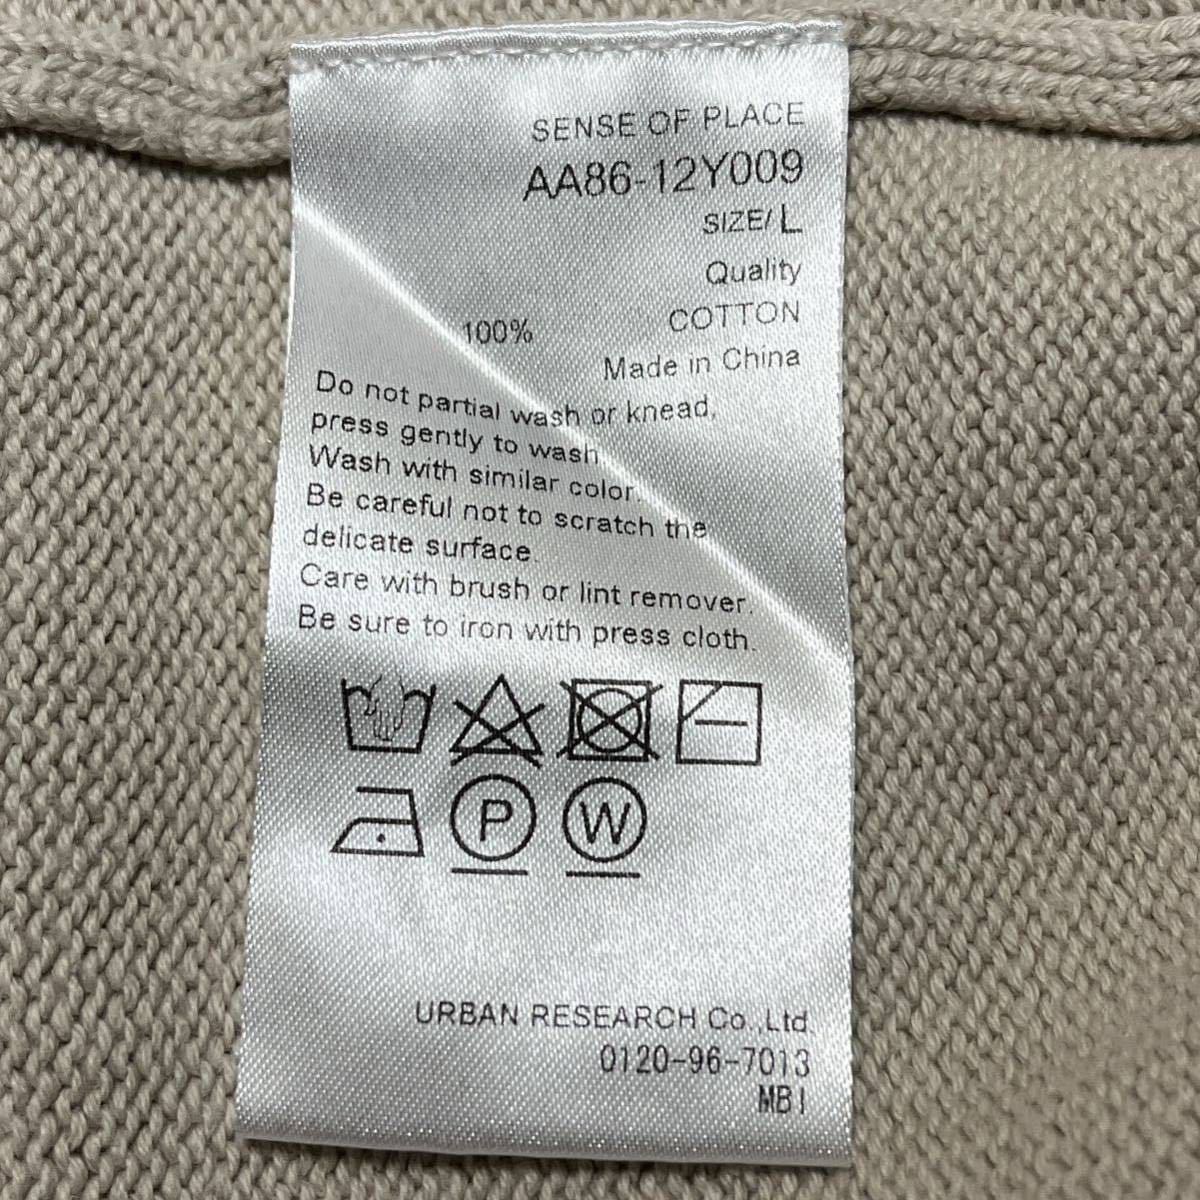 SENSE OF PLACE
AA86-12Y009
SIZE/ L
Quality
100% COTTON
Made in China
Do not partial wash or knead,
press gently to wash.
Wash with similar color.
Be careful not to scratch the
delicate surface.
Care with brush or lint remover.
Be sure to iron with press cloth.
P W
URBAN RESEARCH Co.,Ltd.
0120-96-7013
MBI